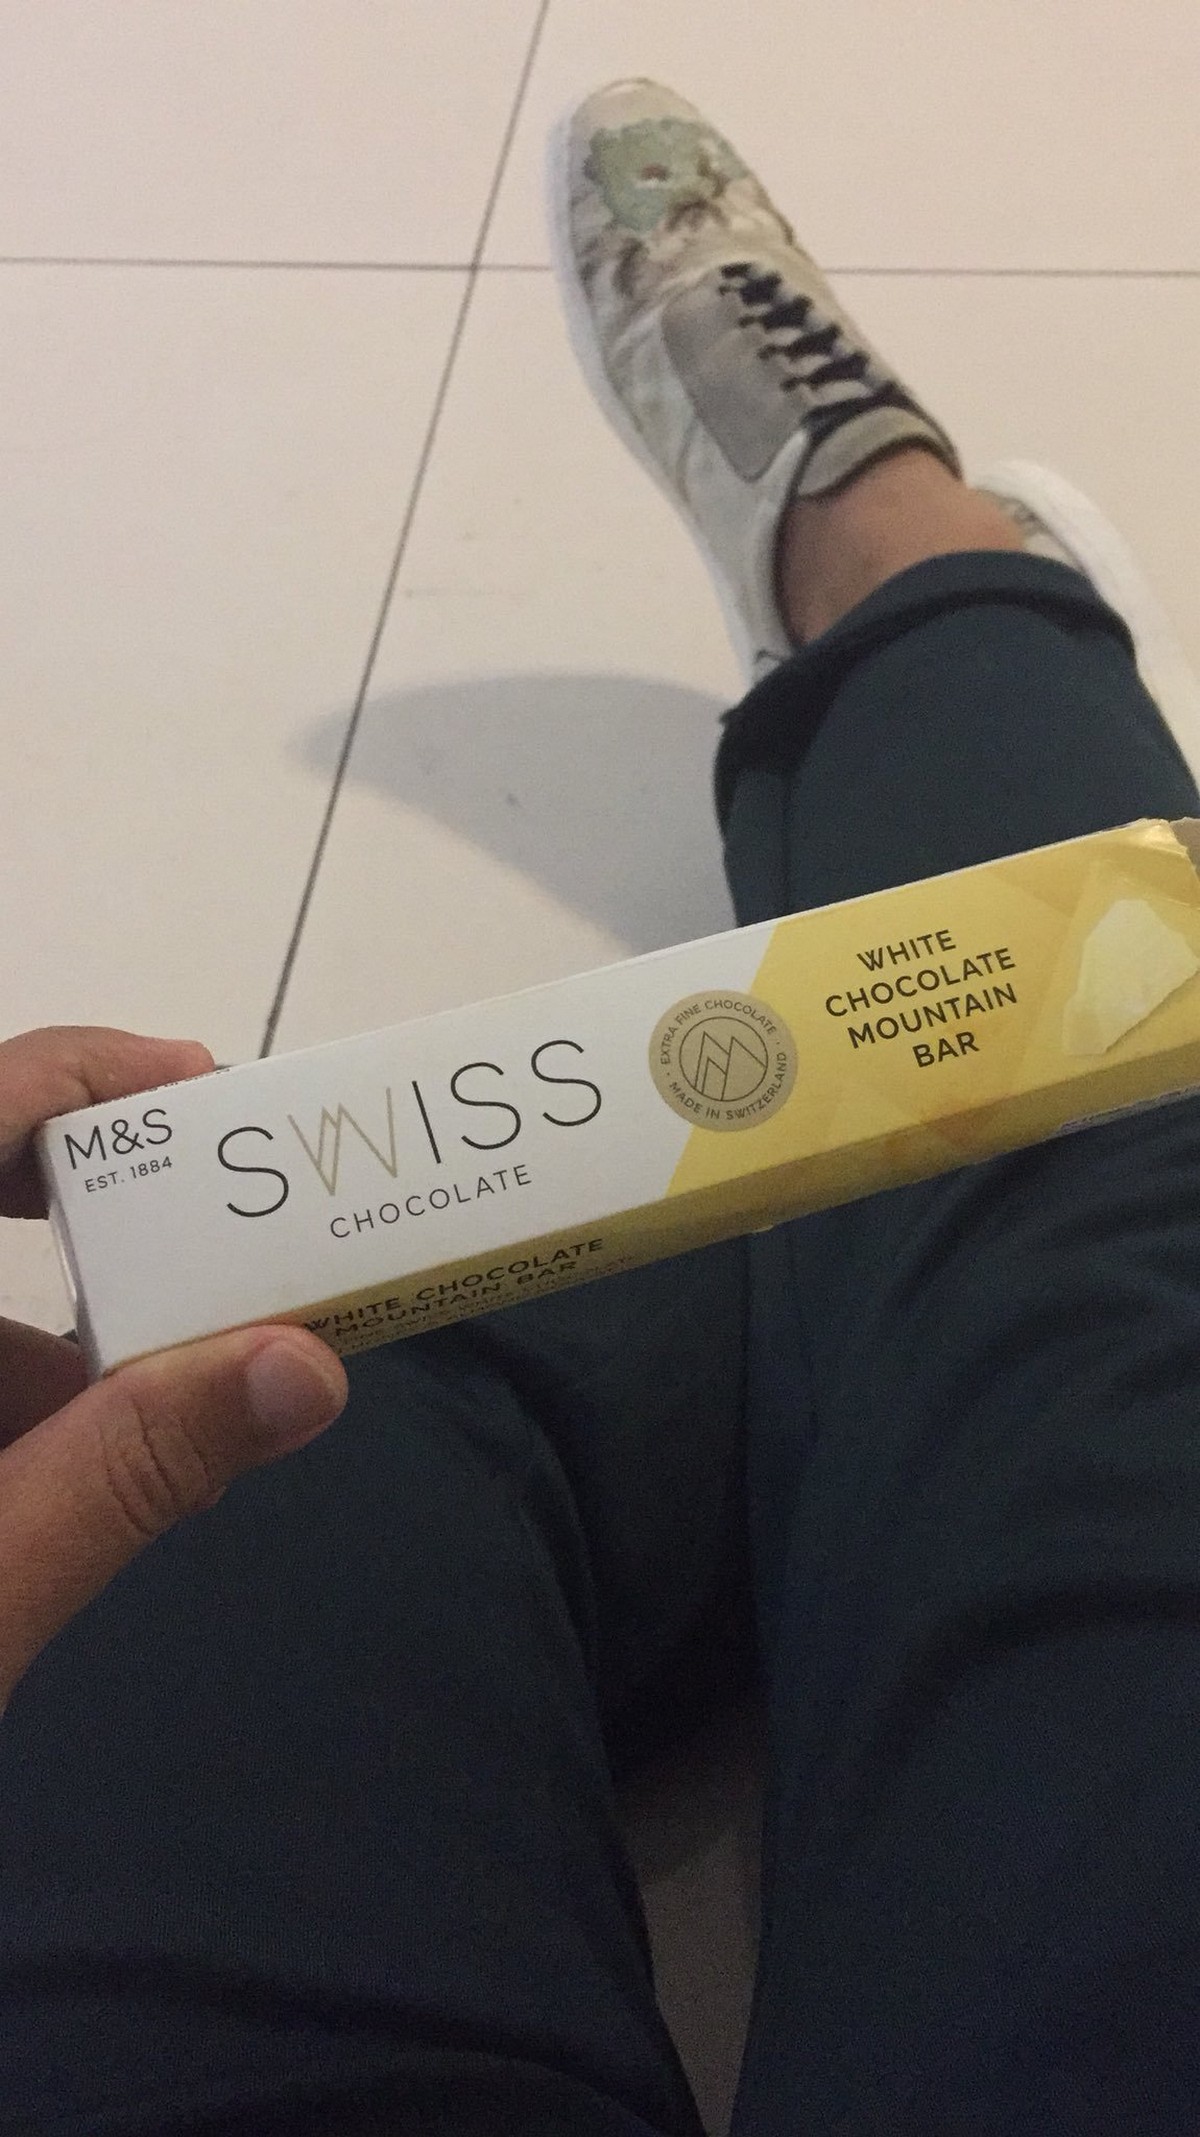 M&S
EST. 1884
SWISS
CHOCOLATE
· EXTRA FINE CHOCOLATE ·
MADE IN SWITZERLAND
WHITE
CHOCOLATE
MOUNTAIN
BAR
WHITE CHOCOLATE
MOUNTAIN BAR